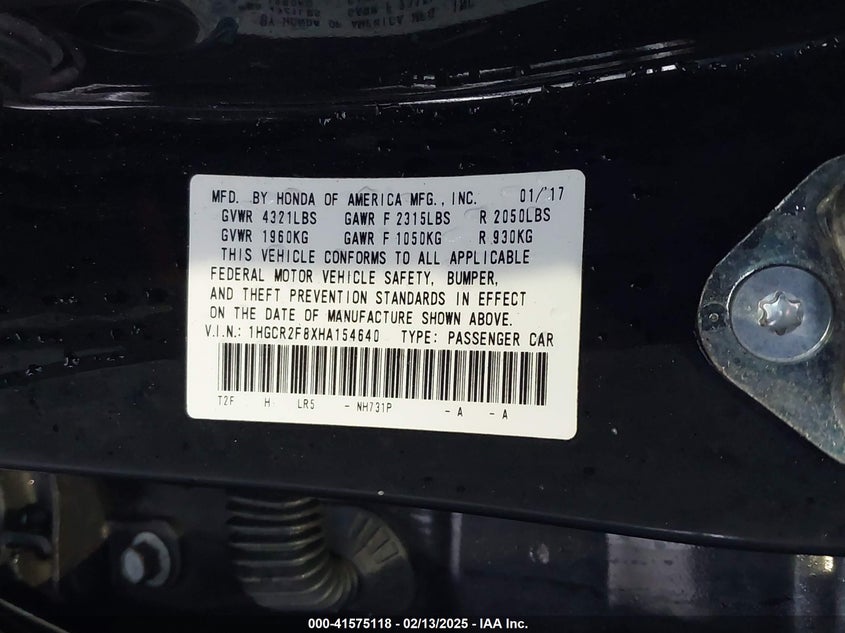 MFD. BY HONDA OF AMERICA MFG., INC. 01/'17
GVWR 4321LBS GAWR F 2315LBS R 2050LBS
GVWR 1960KG GAWR F 1050KG R 930KG
THIS VEHICLE CONFORMS TO ALL APPLICABLE
FEDERAL MOTOR VEHICLE SAFETY, BUMPER,
AND THEFT PREVENTION STANDARDS IN EFFECT
ON THE DATE OF MANUFACTURE SHOWN ABOVE.
V.I.N.: 1HGCR2F8XHA154640 TYPE: PASSENGER CAR
T2F H LR5 - NH731P - A - A
000-41575118 - 02/13/2025 - IAA Inc.